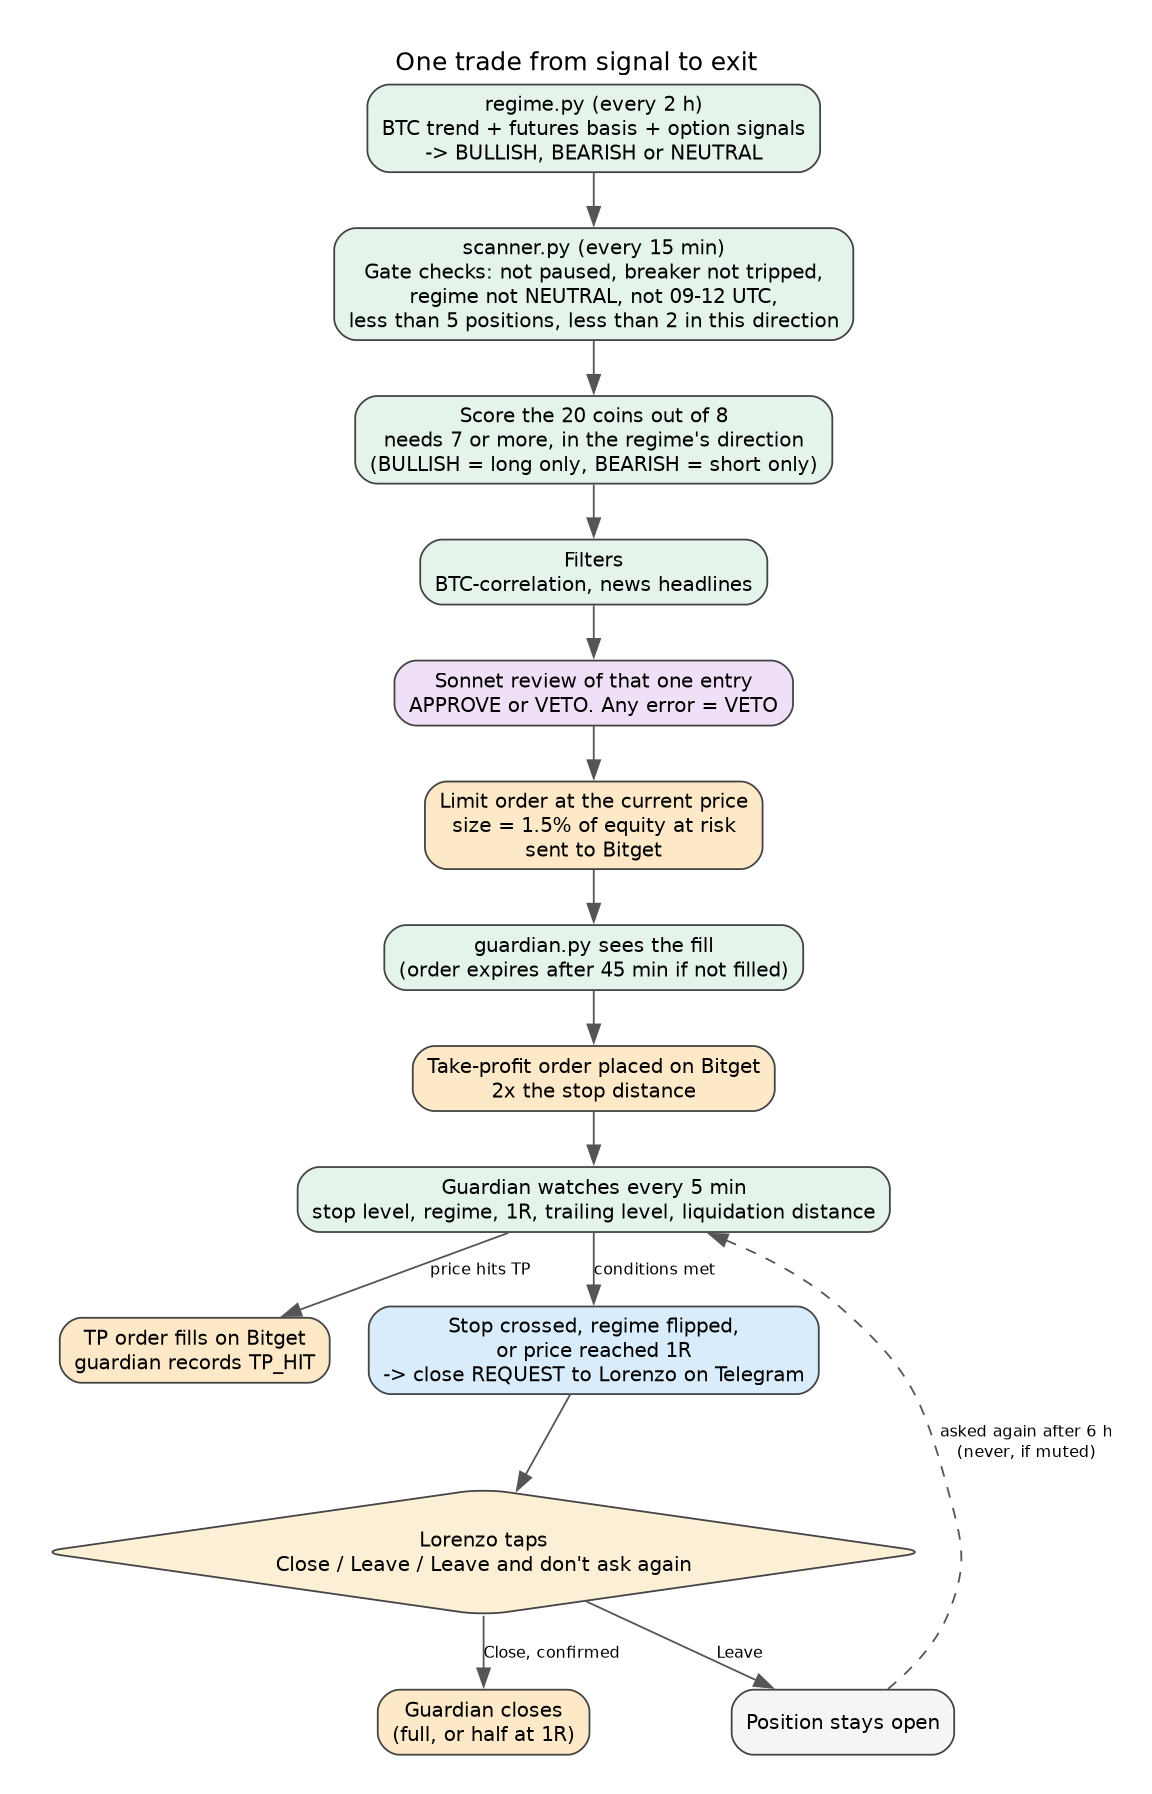 One trade from signal to exit
regime.py (every 2 h)
BTC trend + futures basis + option signals
-> BULLISH, BEARISH or NEUTRAL
scanner.py (every 15 min)
Gate checks: not paused, breaker not tripped,
regime not NEUTRAL, not 09-12 UTC,
less than 5 positions, less than 2 in this direction
Score the 20 coins out of 8
needs 7 or more, in the regime's direction
(BULLISH = long only, BEARISH = short only)
Filters
BTC-correlation, news headlines
Sonnet review of that one entry
APPROVE or VETO. Any error = VETO
Limit order at the current price
size = 1.5% of equity at risk
sent to Bitget
guardian.py sees the fill
(order expires after 45 min if not filled)
Take-profit order placed on Bitget
2x the stop distance
Guardian watches every 5 min
stop level, regime, 1R, trailing level, liquidation distance
price hits TP
conditions met
TP order fills on Bitget
guardian records TP_HIT
Stop crossed, regime flipped,
or price reached 1R
-> close REQUEST to Lorenzo on Telegram
asked again after 6 h
(never, if muted)
Lorenzo taps
Close / Leave / Leave and don't ask again
Close, confirmed
Leave
Guardian closes
(full, or half at 1R)
Position stays open